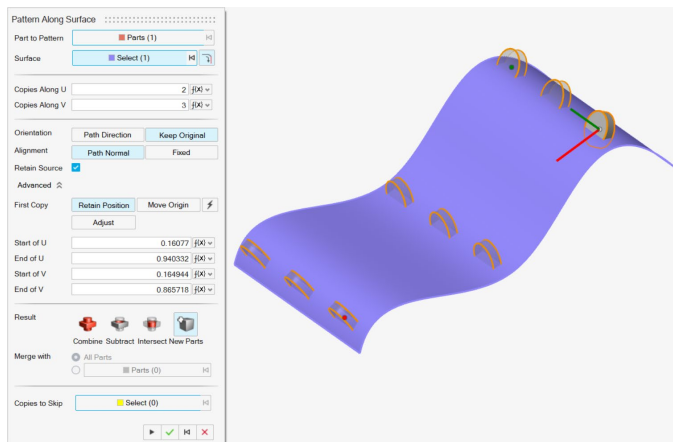 Pattern Along Surface
Part to Pattern Parts (1)
Surface Select (1)
Copies Along U 2 f(x)
Copies Along V 3 f(x)
Orientation Path Direction Keep Original
Alignment Path Normal Fixed
Retain Source
Advanced
First Copy Retain Position Move Origin
Adjust
Start of U 0.16077 f(x)
End of U 0.940332 f(x)
Start of V 0.164944 f(x)
End of V 0.865718 f(x)
Result
Combine Subtract Intersect New Parts
Merge with All Parts
Parts (0)
Copies to Skip Select (0)